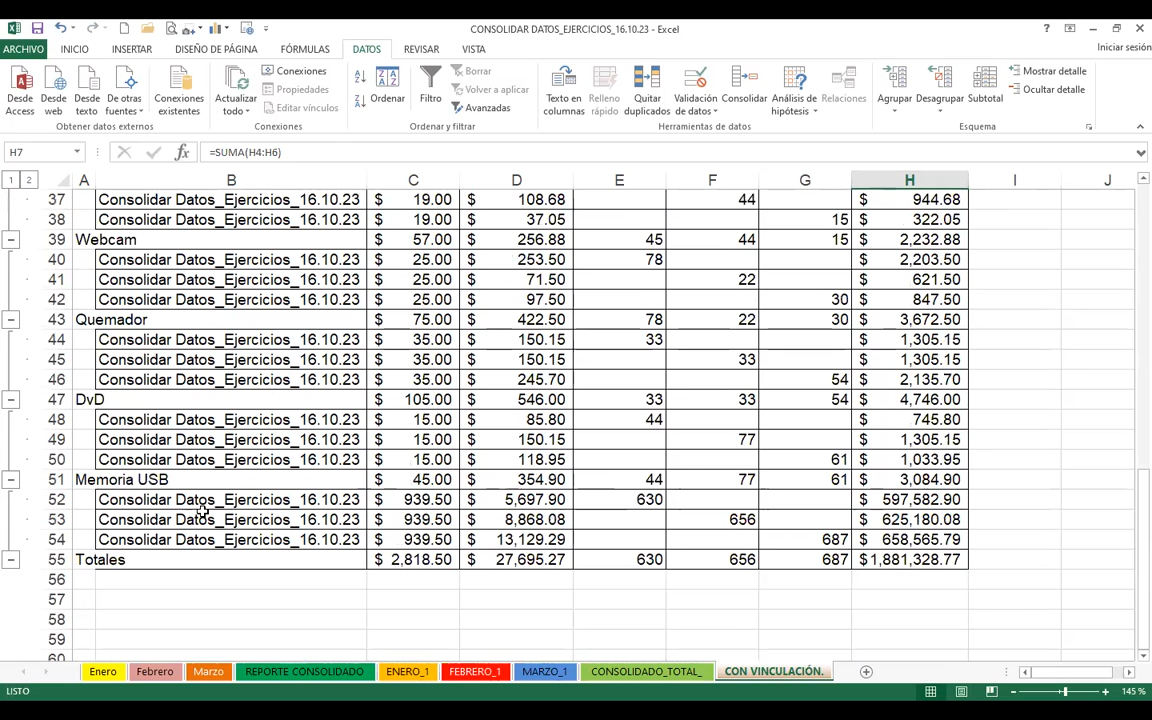 CONSOLIDAR DATOS_EJERCICIOS_16.10.23 - Excel
ARCHIVO INICIO INSERTAR DISEÑO DE PÁGINA FÓRMULAS DATOS REVISAR VISTA Iniciar sesión
Desde Access Desde web Desde texto De otras fuentes Conexiones existentes
Obtener datos externos
Actualizar todo Conexiones Propiedades Editar vínculos
Conexiones
Ordenar Filtro Borrar Volver a aplicar Avanzadas
Ordenar y filtrar
Texto en columnas Relleno rápido Quitar duplicados Validación de datos Consolidar Análisis de hipótesis Relaciones
Herramientas de datos
Agrupar Desagrupar Subtotal Mostrar detalle Ocultar detalle
Esquema
H7 fx =SUMA(H4:H6)
1 2 A B C D E F G H I J
37 Consolidar Datos_Ejercicios_16.10.23 $ 19.00 $ 108.68 44 $ 944.68
38 Consolidar Datos_Ejercicios_16.10.23 $ 19.00 $ 37.05 15 $ 322.05
39 Webcam $ 57.00 $ 256.88 45 44 15 $ 2,232.88
40 Consolidar Datos_Ejercicios_16.10.23 $ 25.00 $ 253.50 78 $ 2,203.50
41 Consolidar Datos_Ejercicios_16.10.23 $ 25.00 $ 71.50 22 $ 621.50
42 Consolidar Datos_Ejercicios_16.10.23 $ 25.00 $ 97.50 30 $ 847.50
43 Quemador $ 75.00 $ 422.50 78 22 30 $ 3,672.50
44 Consolidar Datos_Ejercicios_16.10.23 $ 35.00 $ 150.15 33 $ 1,305.15
45 Consolidar Datos_Ejercicios_16.10.23 $ 35.00 $ 150.15 33 $ 1,305.15
46 Consolidar Datos_Ejercicios_16.10.23 $ 35.00 $ 245.70 54 $ 2,135.70
47 DvD $ 105.00 $ 546.00 33 33 54 $ 4,746.00
48 Consolidar Datos_Ejercicios_16.10.23 $ 15.00 $ 85.80 44 $ 745.80
49 Consolidar Datos_Ejercicios_16.10.23 $ 15.00 $ 150.15 77 $ 1,305.15
50 Consolidar Datos_Ejercicios_16.10.23 $ 15.00 $ 118.95 61 $ 1,033.95
51 Memoria USB $ 45.00 $ 354.90 44 77 61 $ 3,084.90
52 Consolidar Datos_Ejercicios_16.10.23 $ 939.50 $ 5,697.90 630 $ 597,582.90
53 Consolidar Datos_Ejercicios_16.10.23 $ 939.50 $ 8,868.08 656 $ 625,180.08
54 Consolidar Datos_Ejercicios_16.10.23 $ 939.50 $ 13,129.29 687 $ 658,565.79
55 Totales $ 2,818.50 $ 27,695.27 630 656 687 $1,881,328.77
56
57
58
59
60
Enero Febrero Marzo REPORTE CONSOLIDADO ENERO_1 FEBRERO_1 MARZO_1 CONSOLIDADO_TOTAL_ CON VINCULACIÓN.
LISTO 145 %